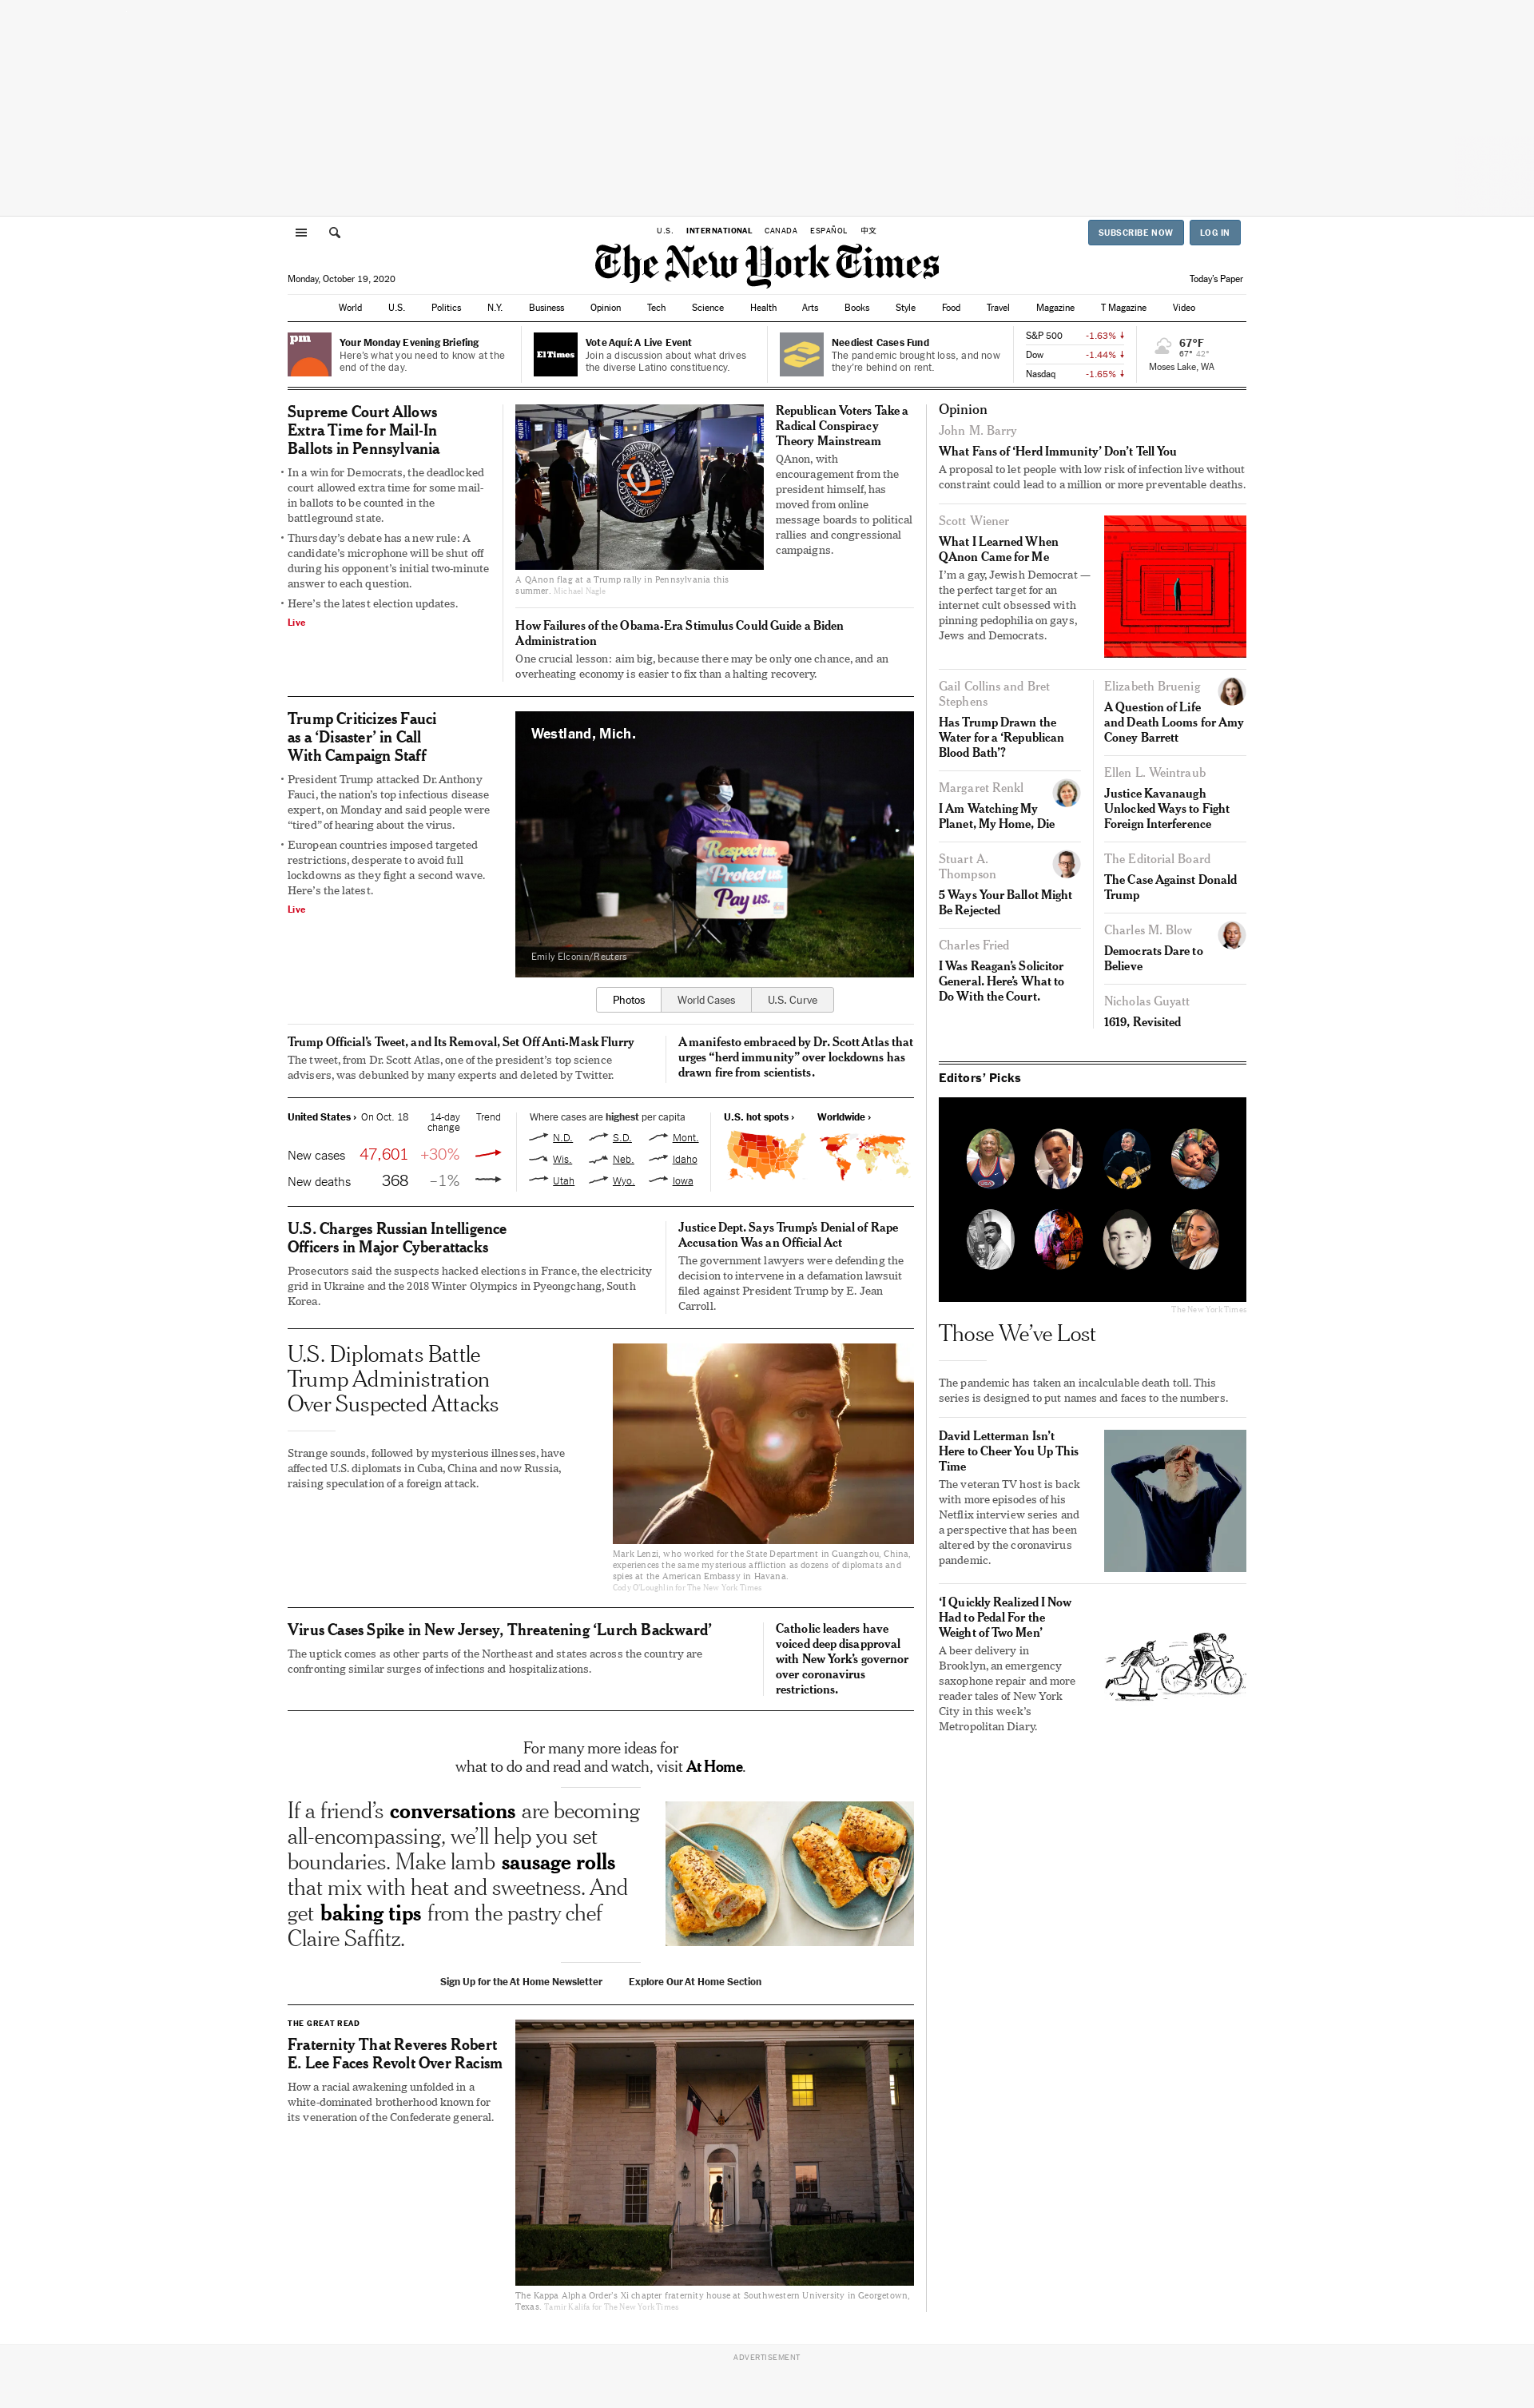 U.S. INTERNATIONAL CANADA ESPAÑOL 中文
SUBSCRIBE NOW LOG IN
The New York Times
Monday, October 19, 2020
Today's Paper
World U.S. Politics N.Y. Business Opinion Tech Science Health Arts Books Style Food Travel Magazine T Magazine Video
pm
Your Monday Evening Briefing
Here's what you need to know at the
end of the day.
El Times
Vote Aquí: A Live Event
Join a discussion about what drives
the diverse Latino constituency.
Neediest Cases Fund
The pandemic brought loss, and now
they're behind on rent.
S&P 500 -1.63%
Dow -1.44%
Nasdaq -1.65%
67°F
67° 42°
Moses Lake, WA
Supreme Court Allows
Extra Time for Mail-In
Ballots in Pennsylvania
• In a win for Democrats, the deadlocked
court allowed extra time for some mail-
in ballots to be counted in the
battleground state.
• Thursday's debate has a new rule: A
candidate's microphone will be shut off
during his opponent's initial two-minute
answer to each question.
• Here's the latest election updates.
Live
A QAnon flag at a Trump rally in Pennsylvania this
summer. Michael Nagle
Republican Voters Take a
Radical Conspiracy
Theory Mainstream
QAnon, with
encouragement from the
president himself, has
moved from online
message boards to political
rallies and congressional
campaigns.
How Failures of the Obama-Era Stimulus Could Guide a Biden
Administration
One crucial lesson: aim big, because there may be only one chance, and an
overheating economy is easier to fix than a halting recovery.
Trump Criticizes Fauci
as a ‘Disaster’ in Call
With Campaign Staff
• President Trump attacked Dr. Anthony
Fauci, the nation's top infectious disease
expert, on Monday and said people were
“tired” of hearing about the virus.
• European countries imposed targeted
restrictions, desperate to avoid full
lockdowns as they fight a second wave.
Here's the latest.
Live
Westland, Mich.
Respect us.
Protect us.
Pay us.
Emily Elconin/Reuters
Photos World Cases U.S. Curve
Trump Official's Tweet, and Its Removal, Set Off Anti-Mask Flurry
The tweet, from Dr. Scott Atlas, one of the president's top science
advisers, was debunked by many experts and deleted by Twitter.
A manifesto embraced by Dr. Scott Atlas that
urges “herd immunity” over lockdowns has
drawn fire from scientists.
United States › On Oct. 18 14-day Trend
change
New cases 47,601 +30%
New deaths 368 –1%
Where cases are highest per capita
N.D. S.D. Mont.
Wis. Neb. Idaho
Utah Wyo. Iowa
U.S. hot spots › Worldwide ›
U.S. Charges Russian Intelligence
Officers in Major Cyberattacks
Prosecutors said the suspects hacked elections in France, the electricity
grid in Ukraine and the 2018 Winter Olympics in Pyeongchang, South
Korea.
Justice Dept. Says Trump's Denial of Rape
Accusation Was an Official Act
The government lawyers were defending the
decision to intervene in a defamation lawsuit
filed against President Trump by E. Jean
Carroll.
U.S. Diplomats Battle
Trump Administration
Over Suspected Attacks
Strange sounds, followed by mysterious illnesses, have
affected U.S. diplomats in Cuba, China and now Russia,
raising speculation of a foreign attack.
Mark Lenzi, who worked for the State Department in Guangzhou, China,
experiences the same mysterious affliction as dozens of diplomats and
spies at the American Embassy in Havana.
Cody O'Loughlin for The New York Times
Virus Cases Spike in New Jersey, Threatening ‘Lurch Backward’
The uptick comes as other parts of the Northeast and states across the country are
confronting similar surges of infections and hospitalizations.
Catholic leaders have
voiced deep disapproval
with New York's governor
over coronavirus
restrictions.
For many more ideas for
what to do and read and watch, visit At Home.
If a friend's conversations are becoming
all-encompassing, we'll help you set
boundaries. Make lamb sausage rolls
that mix with heat and sweetness. And
get baking tips from the pastry chef
Claire Saffitz.
Sign Up for the At Home Newsletter Explore Our At Home Section
THE GREAT READ
Fraternity That Reveres Robert
E. Lee Faces Revolt Over Racism
How a racial awakening unfolded in a
white-dominated brotherhood known for
its veneration of the Confederate general.
The Kappa Alpha Order's Xi chapter fraternity house at Southwestern University in Georgetown,
Texas. Tamir Kalifa for The New York Times
Opinion
John M. Barry
What Fans of ‘Herd Immunity’ Don't Tell You
A proposal to let people with low risk of infection live without
constraint could lead to a million or more preventable deaths.
Scott Wiener
What I Learned When
QAnon Came for Me
I'm a gay, Jewish Democrat —
the perfect target for an
internet cult obsessed with
pinning pedophilia on gays,
Jews and Democrats.
Gail Collins and Bret
Stephens
Has Trump Drawn the
Water for a ‘Republican
Blood Bath’?
Margaret Renkl
I Am Watching My
Planet, My Home, Die
Stuart A.
Thompson
5 Ways Your Ballot Might
Be Rejected
Charles Fried
I Was Reagan's Solicitor
General. Here's What to
Do With the Court.
Elizabeth Bruenig
A Question of Life
and Death Looms for Amy
Coney Barrett
Ellen L. Weintraub
Justice Kavanaugh
Unlocked Ways to Fight
Foreign Interference
The Editorial Board
The Case Against Donald
Trump
Charles M. Blow
Democrats Dare to
Believe
Nicholas Guyatt
1619, Revisited
Editors' Picks
The New York Times
Those We've Lost
The pandemic has taken an incalculable death toll. This
series is designed to put names and faces to the numbers.
David Letterman Isn't
Here to Cheer You Up This
Time
The veteran TV host is back
with more episodes of his
Netflix interview series and
a perspective that has been
altered by the coronavirus
pandemic.
‘I Quickly Realized I Now
Had to Pedal For the
Weight of Two Men’
A beer delivery in
Brooklyn, an emergency
saxophone repair and more
reader tales of New York
City in this week's
Metropolitan Diary.
ADVERTISEMENT